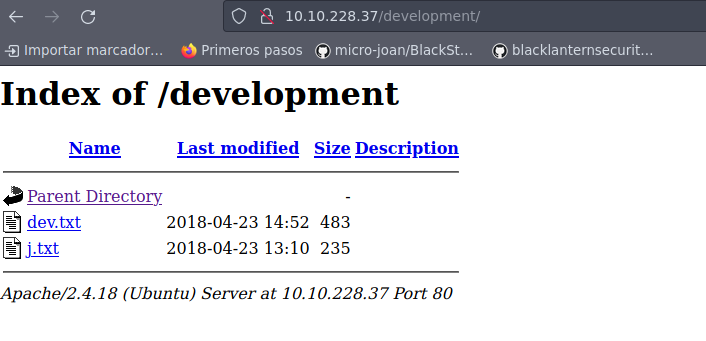 10.10.228.37/development/
Importar marcador… Primeros pasos micro-joan/BlackSt… blacklanternsecurit…
Index of /development
Name Last modified Size Description
Parent Directory -
dev.txt 2018-04-23 14:52 483
j.txt 2018-04-23 13:10 235
Apache/2.4.18 (Ubuntu) Server at 10.10.228.37 Port 80